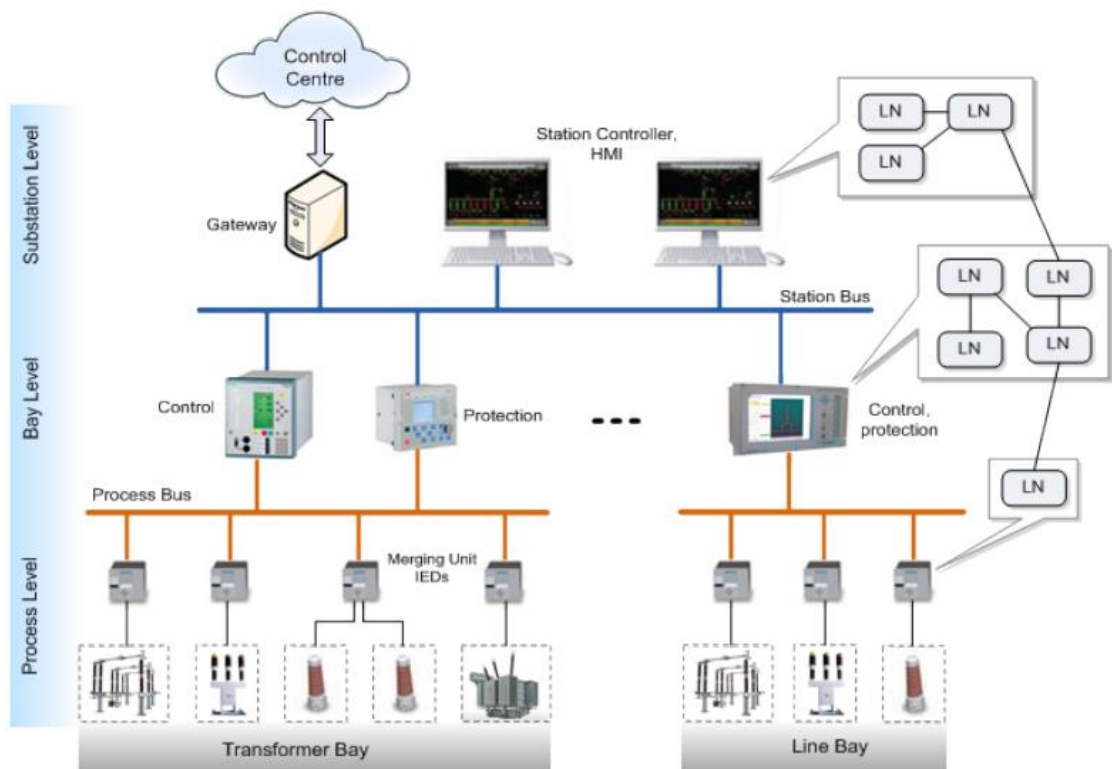 Control
Centre
Substation Level
Station Controller,
HMI
LN
LN
LN
Gateway
Station Bus
LN
LN
LN
LN
Bay Level
Control
Protection
Control,
protection
Process Bus
LN
Process Level
Merging Unit
IEDs
Transformer Bay
Line Bay